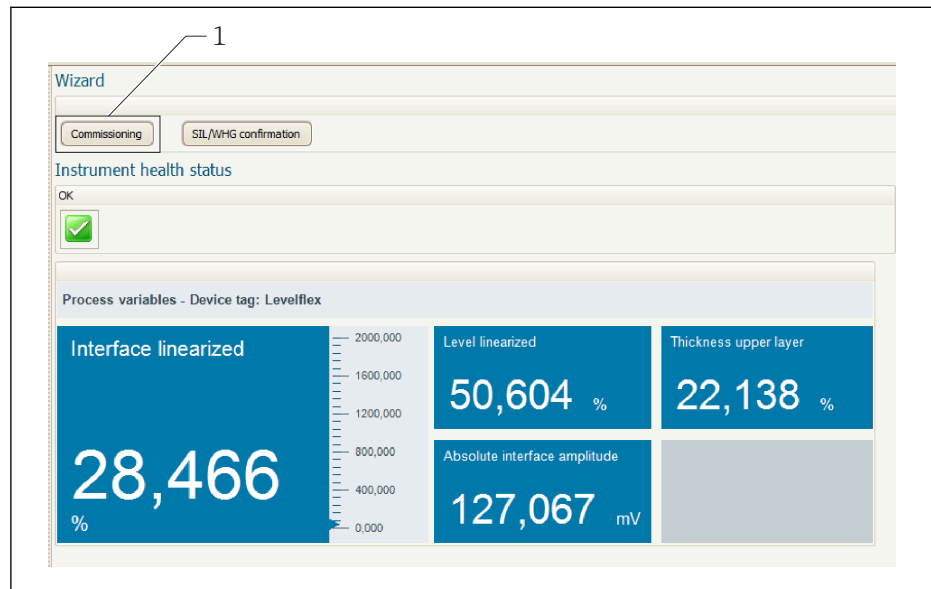 1
Wizard
Commissioning SIL/WHG confirmation
Instrument health status
OK
Process variables - Device tag: Levelflex
Interface linearized
28,466
%
2000,000
1600,000
1200,000
800,000
400,000
0,000
Level linearized
50,604 %
Thickness upper layer
22,138 %
Absolute interface amplitude
127,067 mV